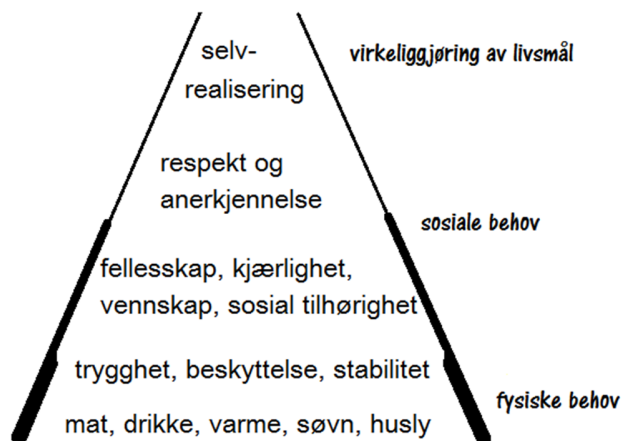 selv-
realisering
virkeliggjøring av livsmål
respekt og
anerkjennelse
sosiale behov
fellesskap, kjærlighet,
vennskap, sosial tilhørighet
trygghet, beskyttelse, stabilitet
fysiske behov
mat, drikke, varme, søvn, husly